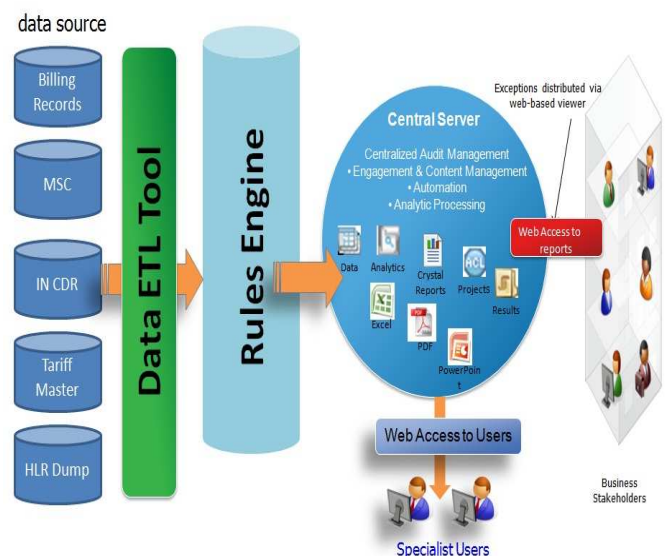 data source
Billing
Records
MSC
IN CDR
Tariff
Master
HLR Dump
Data ETL Tool
Rules Engine
Central Server
Centralized Audit Management
• Engagement & Content Management
• Automation
• Analytic Processing
Data
Analytics
Crystal
Reports
ACL
Projects
Results
Excel
PDF
PDF
PowerPoin
t
Exceptions distributed via
web-based viewer
Web Access to
reports
Web Access to Users
Specialist Users
Business
Stakeholders